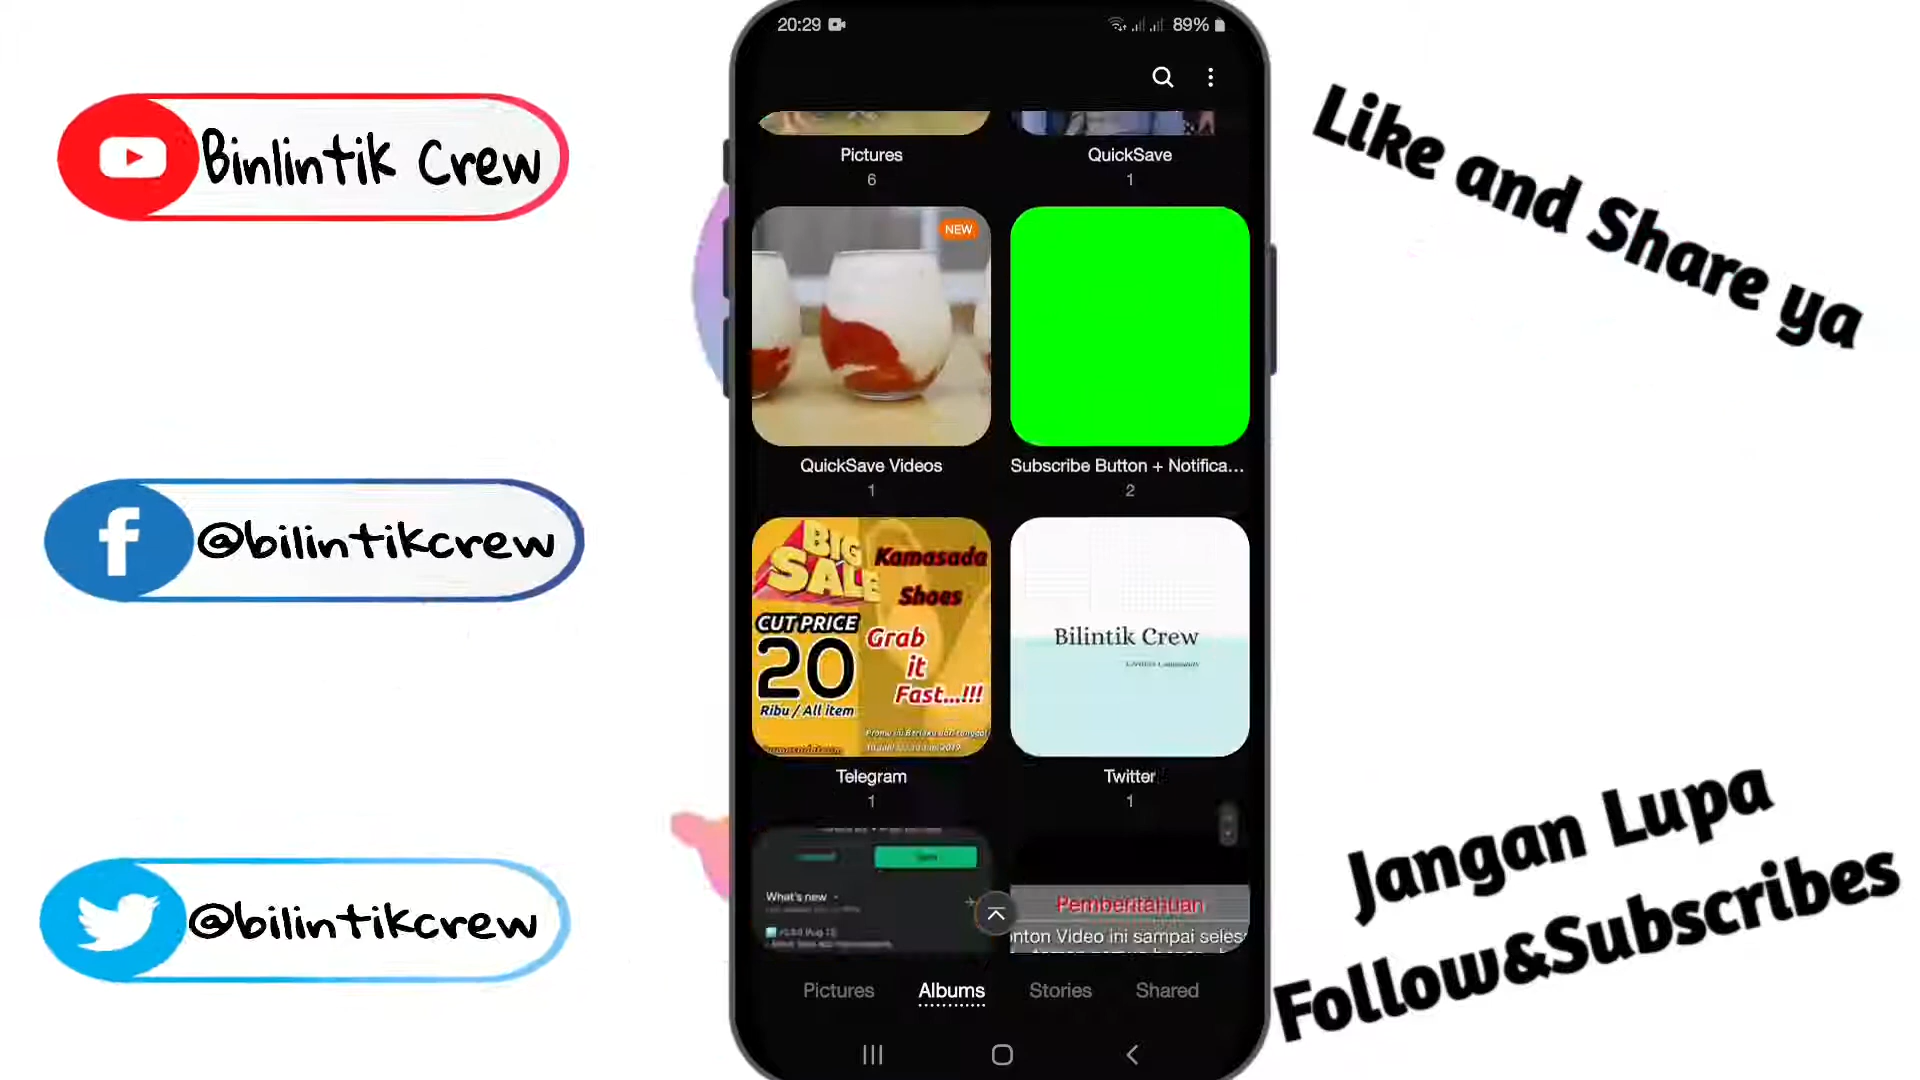 Binlintik Crew
@bilintikcrew
@bilintikcrew
20:29
89%
Pictures
6
QuickSave
1
NEW
QuickSave Videos
1
Subscribe Button + Notifica...
2
BIG
SALE
Kamasada
Shoes
CUT PRICE
20
Ribu / All item
Grab
it
Fast...!!!
Telegram
1
Bilintik Crew
Twitter
1
What's new
Pemberitahuan
onton Video ini sampai seles
Pictures
Albums
Stories
Shared
Like and Share ya
Jangan Lupa
Follow&Subscribes